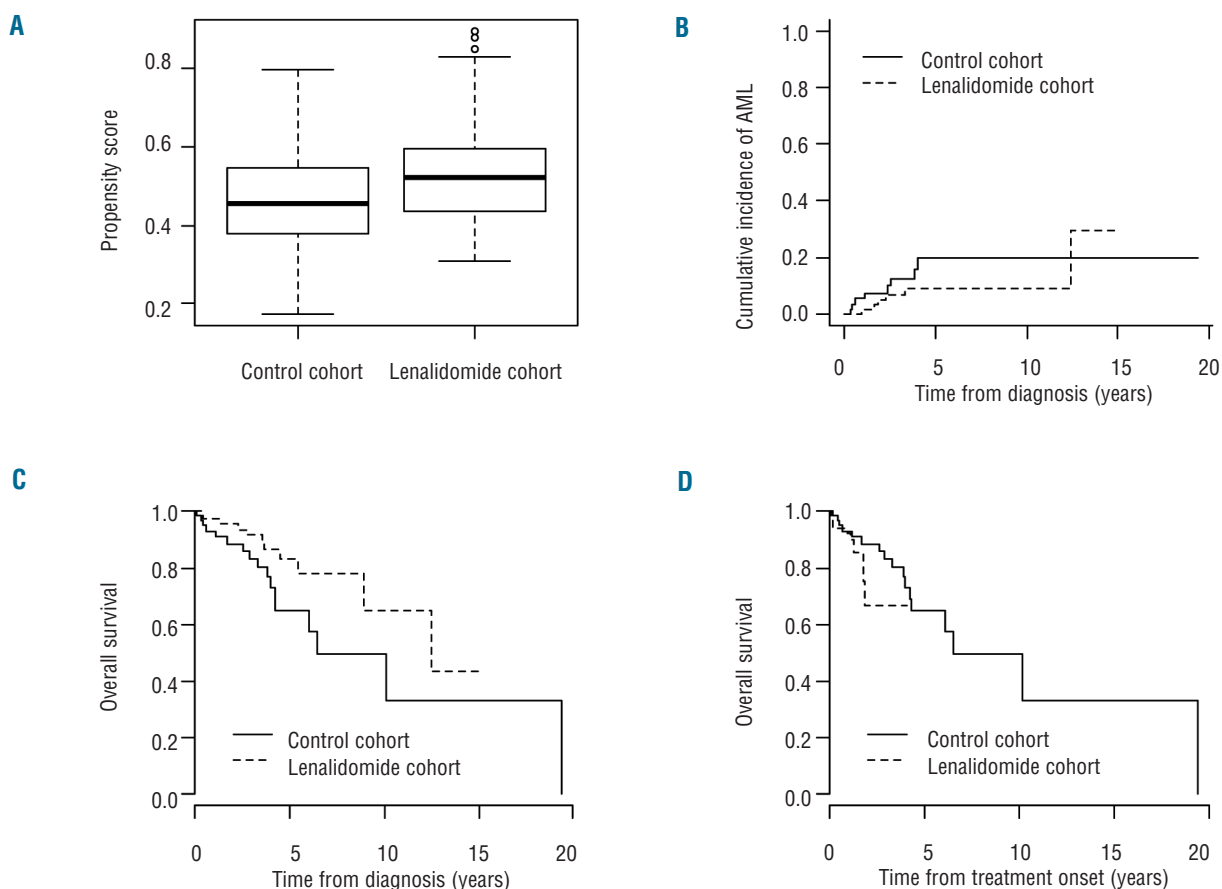 A
Propensity score
0.8
0.6
0.4
0.2
Control cohort
Lenalidomide cohort
B
Cumulative incidence of AML
1.0
0.8
0.6
0.4
0.2
0.0
Control cohort
Lenalidomide cohort
0 5 10 15 20
Time from diagnosis (years)
C
Overall survival
1.0
0.8
0.6
0.4
0.2
0.0
Control cohort
Lenalidomide cohort
0 5 10 15 20
Time from diagnosis (years)
D
Overall survival
1.0
0.8
0.6
0.4
0.2
0.0
Control cohort
Lenalidomide cohort
0 5 10 15 20
Time from treatment onset (years)